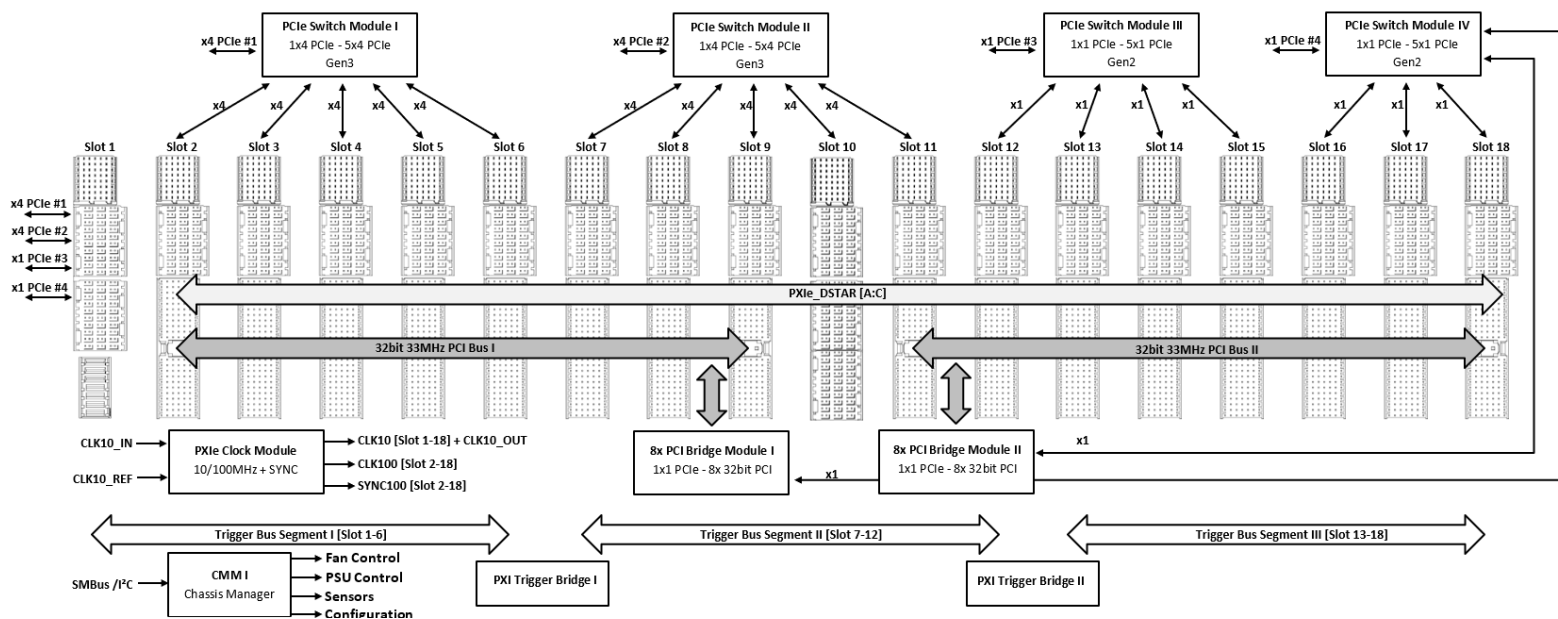 PCIe Switch Module I
1x4 PCIe - 5x4 PCIe
Gen3
x4 PCIe #1
PCIe Switch Module II
1x4 PCIe - 5x4 PCIe
Gen3
x4 PCIe #2
PCIe Switch Module III
1x1 PCIe - 5x1 PCIe
Gen2
x1 PCIe #3
PCIe Switch Module IV
1x1 PCIe - 5x1 PCIe
Gen2
x1 PCIe #4
x4 x4 x4 x4 x4
x4 x4 x4 x4 x4
x1 x1 x1 x1
x1 x1 x1
Slot 1 Slot 2 Slot 3 Slot 4 Slot 5 Slot 6 Slot 7 Slot 8 Slot 9 Slot 10 Slot 11 Slot 12 Slot 13 Slot 14 Slot 15 Slot 16 Slot 17 Slot 18
x4 PCIe #1
x4 PCIe #2
x1 PCIe #3
x1 PCIe #4
PXIe_DSTAR [A:C]
32bit 33MHz PCI Bus I
32bit 33MHz PCI Bus II
CLK10_IN
CLK10_REF
PXIe Clock Module
10/100MHz + SYNC
CLK10 [Slot 1-18] + CLK10_OUT
CLK100 [Slot 2-18]
SYNC100 [Slot 2-18]
8x PCI Bridge Module I
1x1 PCIe - 8x 32bit PCI
x1
8x PCI Bridge Module II
1x1 PCIe - 8x 32bit PCI
x1
Trigger Bus Segment I [Slot 1-6]
Trigger Bus Segment II [Slot 7-12]
Trigger Bus Segment III [Slot 13-18]
SMBus /I²C
CMM I
Chassis Manager
Fan Control
PSU Control
Sensors
Configuration
PXI Trigger Bridge I
PXI Trigger Bridge II